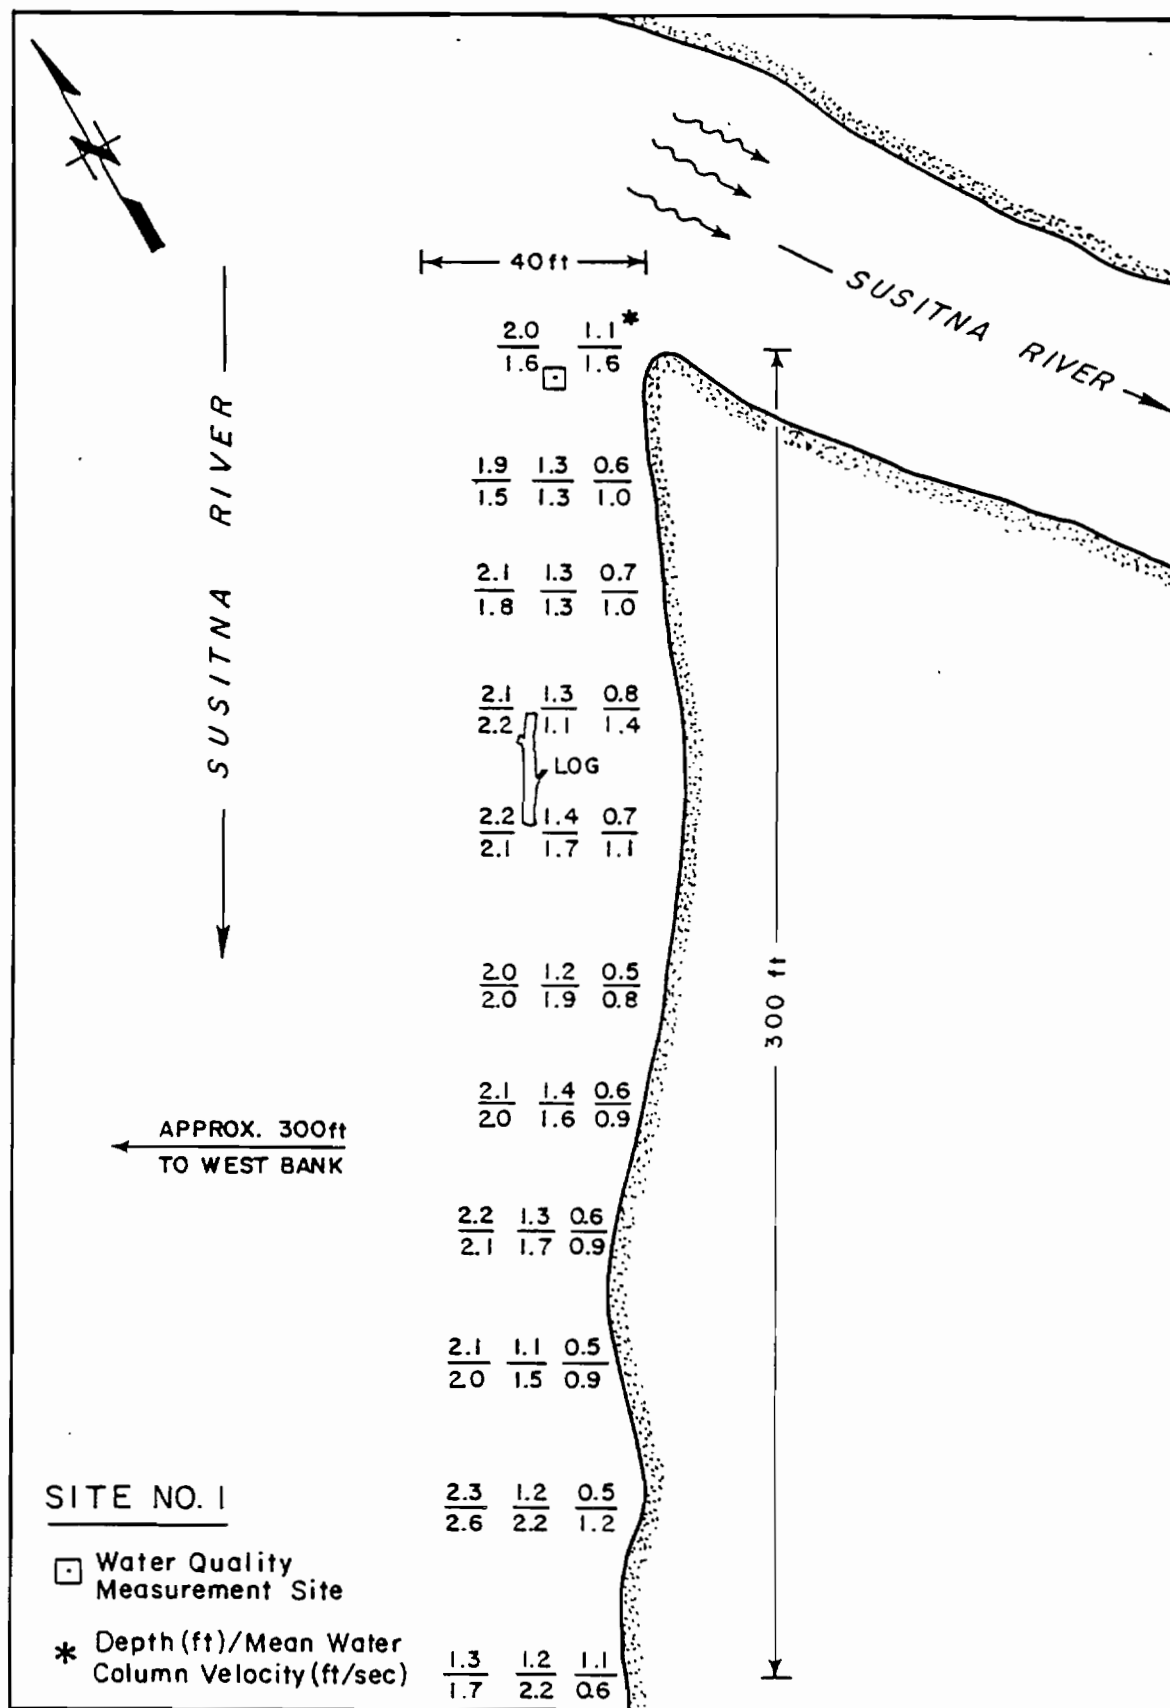 40ft
SUSITNA RIVER
SUSITNA RIVER
2.0 1.1*
1.6 1.6
1.9 1.3 0.6
1.5 1.3 1.0
2.1 1.3 0.7
1.8 1.3 1.0
2.1 1.3 0.8
2.2 1.1 1.4
LOG
2.2 1.4 0.7
2.1 1.7 1.1
2.0 1.2 0.5
2.0 1.9 0.8
300 ft
2.1 1.4 0.6
2.0 1.6 0.9
APPROX. 300ft
TO WEST BANK
2.2 1.3 0.6
2.1 1.7 0.9
2.1 1.1 0.5
2.0 1.5 0.9
2.3 1.2 0.5
2.6 2.2 1.2
1.3 1.2 1.1
1.7 2.2 0.6
SITE NO. 1
Water Quality
Measurement Site
* Depth (ft)/Mean Water
Column Velocity (ft/sec)